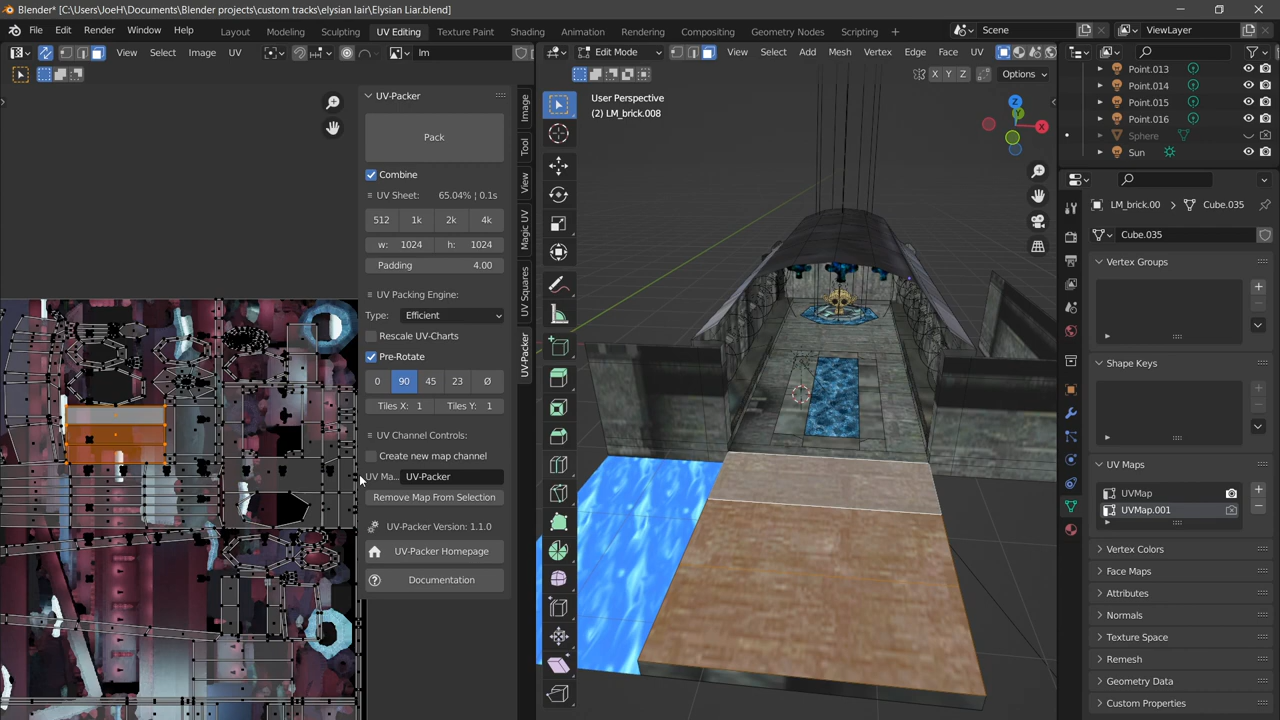 Blender* [C:\Users\JoeH\Documents\Blender projects\custom tracks\elysian lair\Elysian Liar.blend]
File Edit Render Window Help Layout Modeling Sculpting UV Editing Texture Paint Shading Animation Rendering Compositing Geometry Nodes Scripting + Scene ViewLayer
View Select Image UV lm Edit Mode View Select Add Mesh Vertex Edge Face UV
X Y Z Options
User Perspective
(2) LM_brick.008
UV-Packer
Pack
Combine
UV Sheet: 65.04% ¦ 0.1s
512 1k 2k 4k
w: 1024 h: 1024
Padding 4.00
UV Packing Engine:
Type: Efficient
Rescale UV-Charts
Pre-Rotate
0 90 45 23 Ø
Tiles X: 1 Tiles Y: 1
UV Channel Controls:
Create new map channel
UV Ma... UV-Packer
Remove Map From Selection
UV-Packer Version: 1.1.0
UV-Packer Homepage
Documentation
Image
Tool
View
Magic UV
UV Squares
UV-Packer
Z
Y
X
Point.013
Point.014
Point.015
Point.016
Sphere
Sun
LM_brick.00 > Cube.035
Cube.035
Vertex Groups
Shape Keys
UV Maps
UVMap
UVMap.001
Vertex Colors
Face Maps
Attributes
Normals
Texture Space
Remesh
Geometry Data
Custom Properties